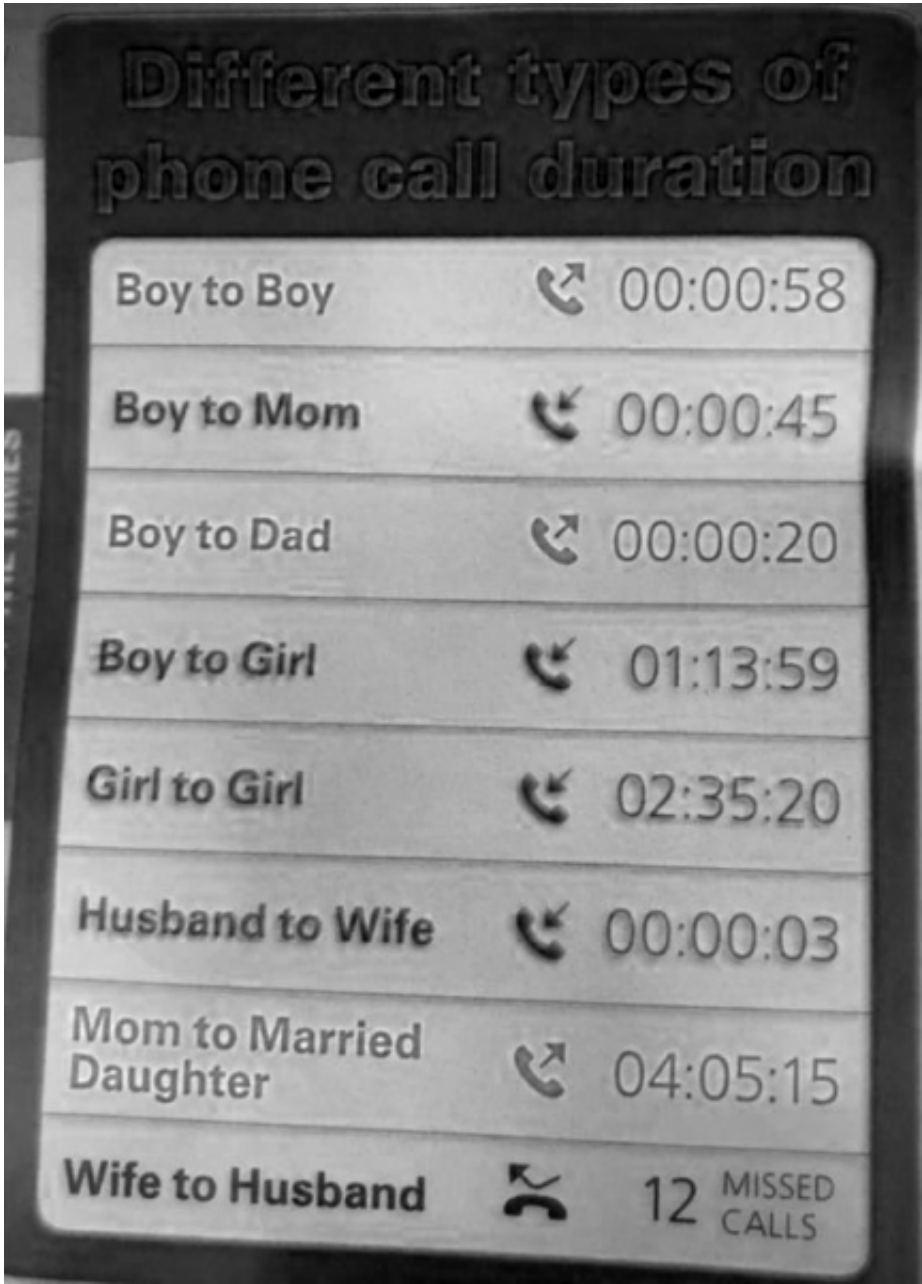 Different types of
phone call duration
Boy to Boy 00:00:58
Boy to Mom 00:00:45
Boy to Dad 00:00:20
Boy to Girl 01:13:59
Girl to Girl 02:35:20
Husband to Wife 00:00:03
Mom to Married
Daughter 04:05:15
Wife to Husband 12 MISSED
CALLS
THE TIMES